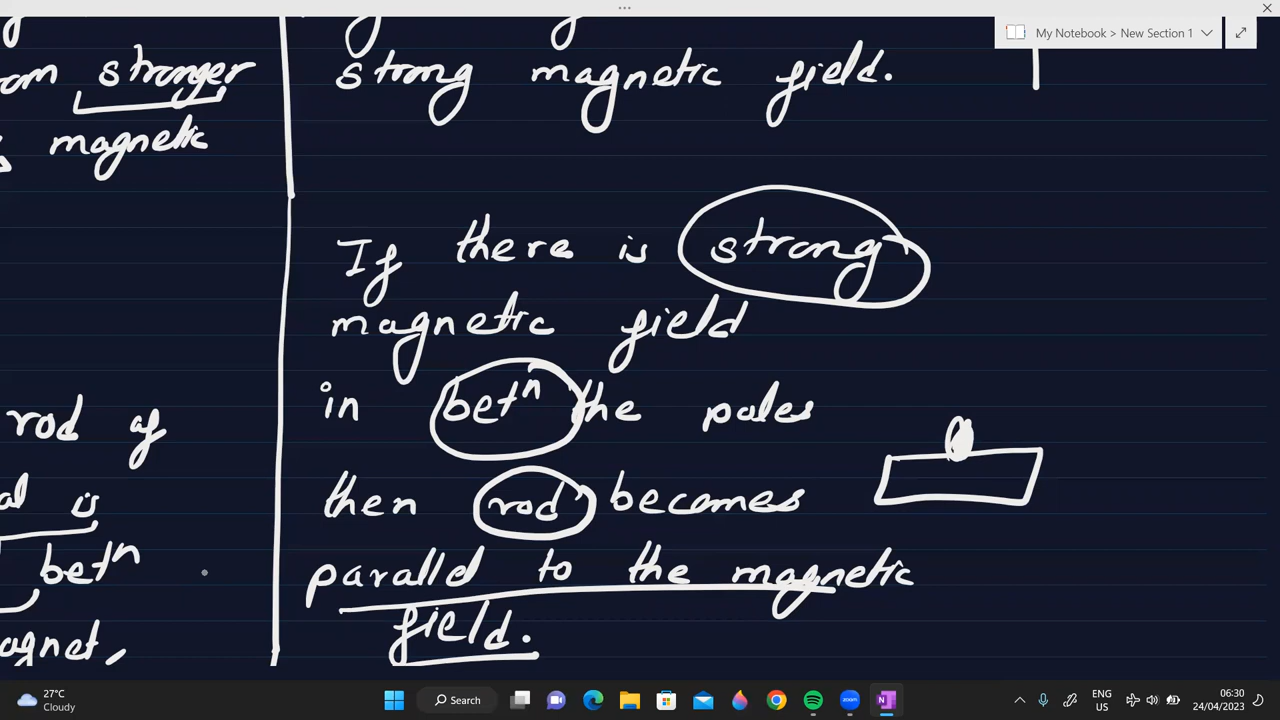 My Notebook > New Section 1
om stronger
magnetic
strong magnetic field.
If there is strong
magnetic field
in betn the poles
then rod becomes
parallel to the magnetic
field.
rod of
al is
betn
agnet,
27°C
Cloudy
Search
ENG
US
06:30
24/04/2023